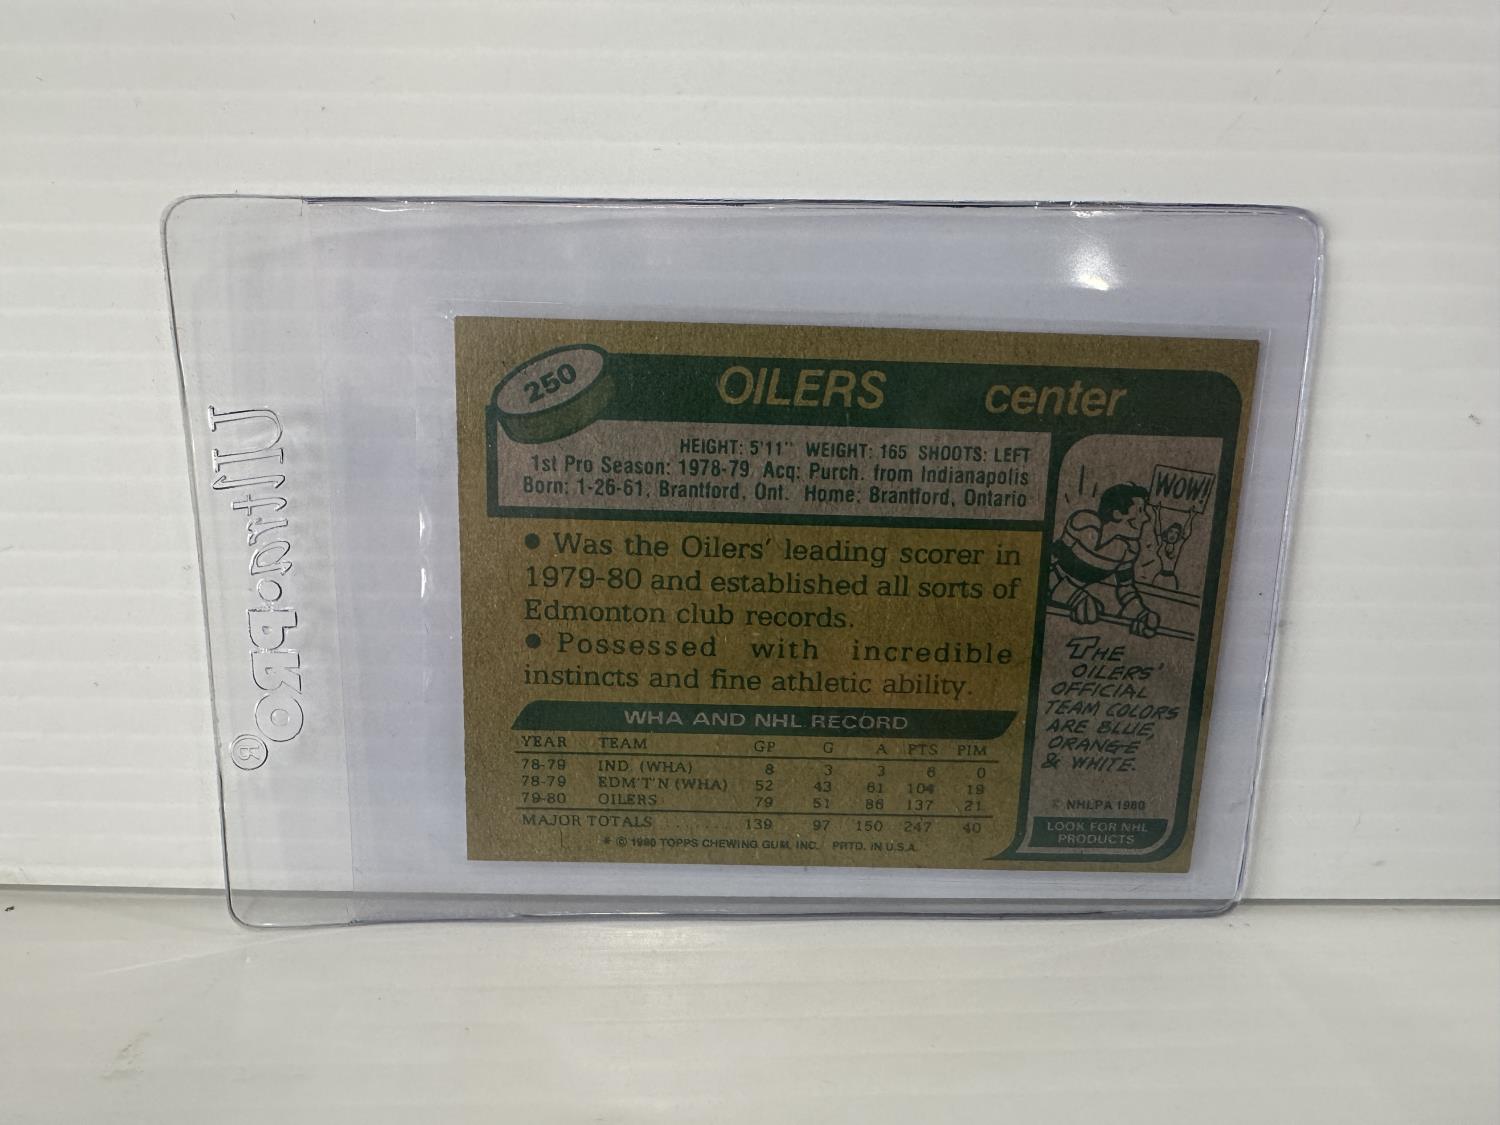 ULTRA·PRO®
250
OILERS center
HEIGHT: 5'11" WEIGHT: 165 SHOOTS: LEFT
1st Pro Season: 1978-79 Acq: Purch. from Indianapolis
Born: 1-26-61, Brantford, Ont. Home: Brantford, Ontario
• Was the Oilers' leading scorer in
1979-80 and established all sorts of
Edmonton club records.
• Possessed with incredible
instincts and fine athletic ability.
WHA AND NHL RECORD
YEAR TEAM GP G A PTS PIM
78-79 IND. (WHA) 8 3 3 6 0
78-79 EDM'T'N (WHA) 52 43 61 104 19
79-80 OILERS 79 51 86 137 21
MAJOR TOTALS ........ 139 97 150 247 40
* © 1980 TOPPS CHEWING GUM, INC. PRTD. IN U.S.A.
WOW!
THE
OILERS'
OFFICIAL
TEAM COLORS
ARE BLUE,
ORANGE
& WHITE.
© NHLPA 1980
LOOK FOR NHL
PRODUCTS